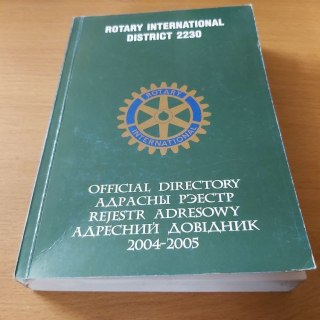 ROTARY INTERNATIONAL
DISTRICT 2230
ROTARY
INTERNATIONAL
OFFICIAL DIRECTORY
АДРАСНЫ РЭЕСТР
REJESTR ADRESOWY
АДРЕСНИЙ ДОВІДНИК
2004-2005